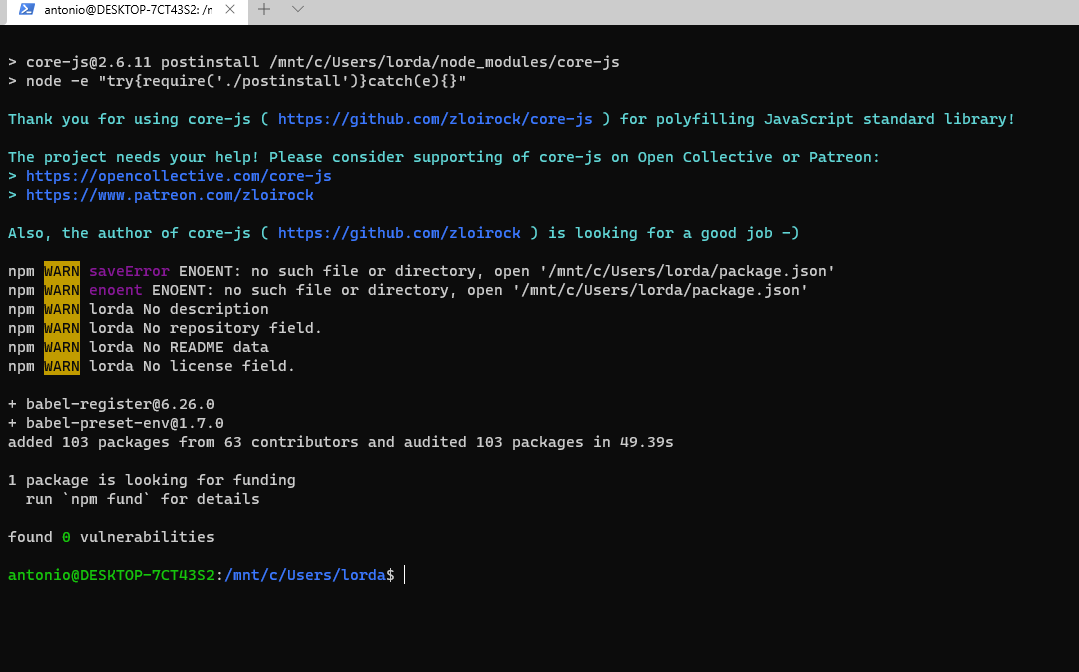 antonio@DESKTOP-7CT43S2: /r
> core-js@2.6.11 postinstall /mnt/c/Users/lorda/node_modules/core-js
> node -e "try{require('./postinstall')}catch(e){}"
Thank you for using core-js ( https://github.com/zloirock/core-js ) for polyfilling JavaScript standard library!
The project needs your help! Please consider supporting of core-js on Open Collective or Patreon:
> https://opencollective.com/core-js
> https://www.patreon.com/zloirock
Also, the author of core-js ( https://github.com/zloirock ) is looking for a good job -)
npm WARN saveError ENOENT: no such file or directory, open '/mnt/c/Users/lorda/package.json'
npm WARN enoent ENOENT: no such file or directory, open '/mnt/c/Users/lorda/package.json'
npm WARN lorda No description
npm WARN lorda No repository field.
npm WARN lorda No README data
npm WARN lorda No license field.
+ babel-register@6.26.0
+ babel-preset-env@1.7.0
added 103 packages from 63 contributors and audited 103 packages in 49.39s
1 package is looking for funding
run `npm fund` for details
found 0 vulnerabilities
antonio@DESKTOP-7CT43S2:/mnt/c/Users/lorda$